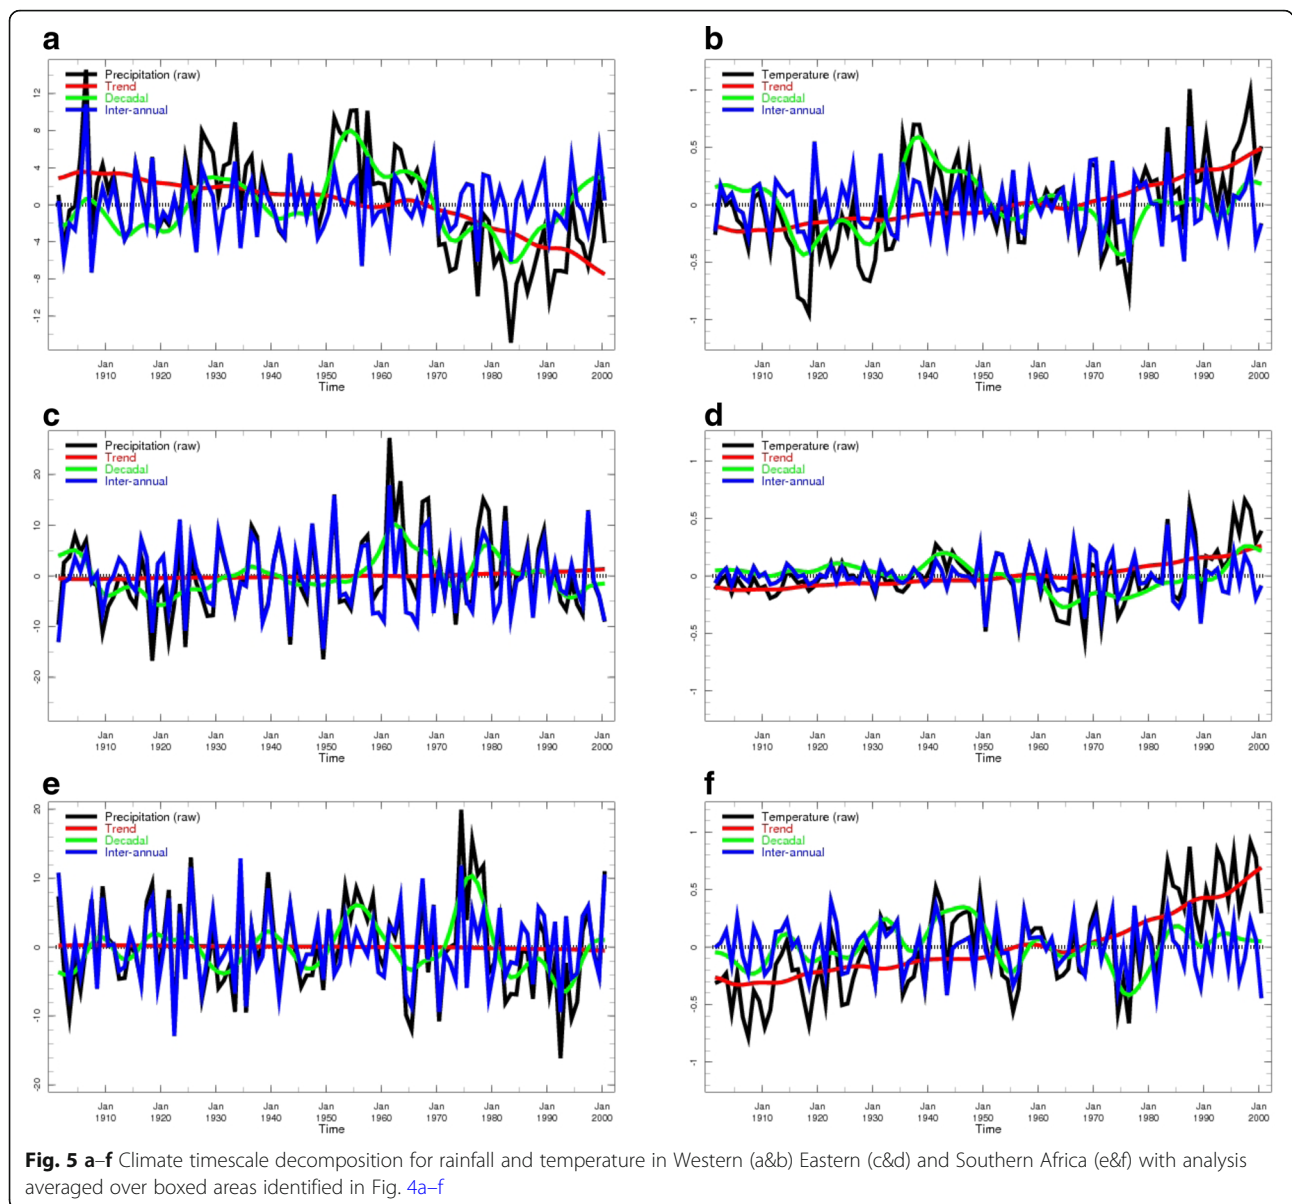 a
Precipitation (raw)
Trend
Decadal
Inter-annual
12
8
4
0
-4
-8
-12
Jan Jan Jan Jan Jan Jan Jan Jan Jan Jan
1910 1920 1930 1940 1950 1960 1970 1980 1990 2000
Time
b
Temperature (raw)
Trend
Decadal
Inter-annual
1
0.5
0
-0.5
-1
Jan Jan Jan Jan Jan Jan Jan Jan Jan Jan
1910 1920 1930 1940 1950 1960 1970 1980 1990 2000
Time
c
Precipitation (raw)
Trend
Decadal
Inter-annual
20
10
0
-10
-20
Jan Jan Jan Jan Jan Jan Jan Jan Jan Jan
1910 1920 1930 1940 1950 1960 1970 1980 1990 2000
Time
d
Temperature (raw)
Trend
Decadal
Inter-annual
1
0.5
0
-0.5
-1
Jan Jan Jan Jan Jan Jan Jan Jan Jan Jan
1910 1920 1930 1940 1950 1960 1970 1980 1990 2000
Time
e
Precipitation (raw)
Trend
Decadal
Inter-annual
20
10
0
-10
-20
Jan Jan Jan Jan Jan Jan Jan Jan Jan Jan
1910 1920 1930 1940 1950 1960 1970 1980 1990 2000
Time
f
Temperature (raw)
Trend
Decadal
Inter-annual
1
0.5
0
-0.5
-1
Jan Jan Jan Jan Jan Jan Jan Jan Jan Jan
1910 1920 1930 1940 1950 1960 1970 1980 1990 2000
Time
Fig. 5 a–f Climate timescale decomposition for rainfall and temperature in Western (a&b) Eastern (c&d) and Southern Africa (e&f) with analysis
averaged over boxed areas identified in Fig. 4a–f